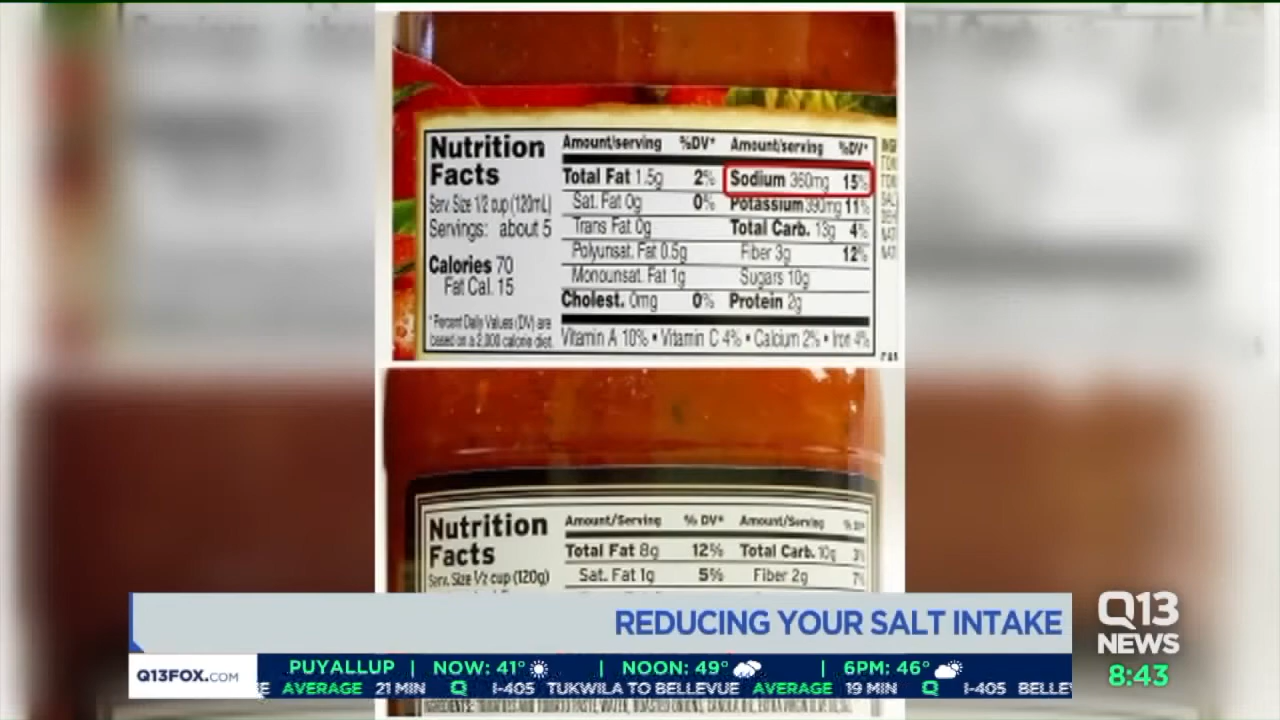 Nutrition
Facts
Serv. Size 1/2 cup (120mL)
Servings: about 5
Calories 70
Fat Cal. 15
*Percent Daily Values (DV) are
based on a 2,000 calorie diet.
Amount/serving %DV* Amount/serving %DV*
Total Fat 1.5g 2% Sodium 360mg 15%
Sat. Fat 0g 0% Potassium 390mg 11%
Trans Fat 0g Total Carb. 13g 4%
Polyunsat. Fat 0.5g Fiber 3g 12%
Monounsat. Fat 1g Sugars 10g
Cholest. 0mg 0% Protein 2g
Vitamin A 10% • Vitamin C 4% • Calcium 2% • Iron 4%
Nutrition
Facts
Serv. Size ½ cup (120g)
Amount/Serving % DV* Amount/Serving % DV*
Total Fat 8g 12% Total Carb. 10g 3%
Sat. Fat 1g 5% Fiber 2g 7%
REDUCING YOUR SALT INTAKE
Q13
NEWS
8:43
Q13FOX.COM
PUYALLUP | NOW: 41° | NOON: 49° | 6PM: 46°
AVERAGE 21 MIN Q I-405 TUKWILA TO BELLEVUE AVERAGE 19 MIN Q I-405 BELLE